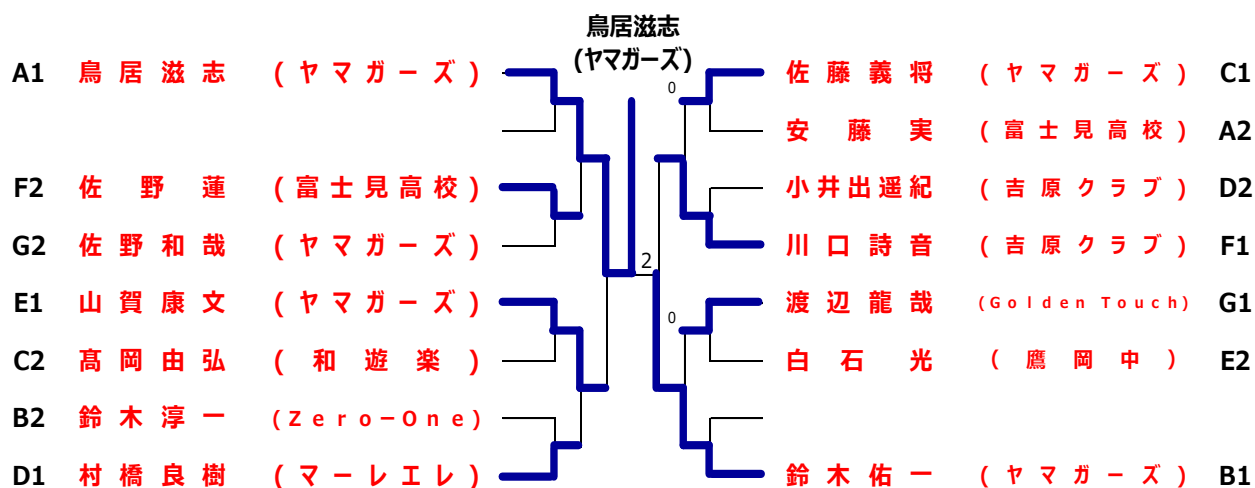 鳥居滋志
(ヤマガーズ)
A1 鳥居滋志 (ヤマガーズ)
F2 佐野蓮 (富士見高校)
G2 佐野和哉 (ヤマガーズ)
E1 山賀康文 (ヤマガーズ)
C2 髙岡由弘 (和遊楽)
B2 鈴木淳一 (Zero－One)
D1 村橋良樹 (マーレエレ)
0
2
0
佐藤義将 (ヤマガーズ) C1
安藤実 (富士見高校) A2
小井出遥紀 (吉原クラブ) D2
川口詩音 (吉原クラブ) F1
渡辺龍哉 (Golden Touch) G1
白石光 (鷹岡中) E2
鈴木佑一 (ヤマガーズ) B1